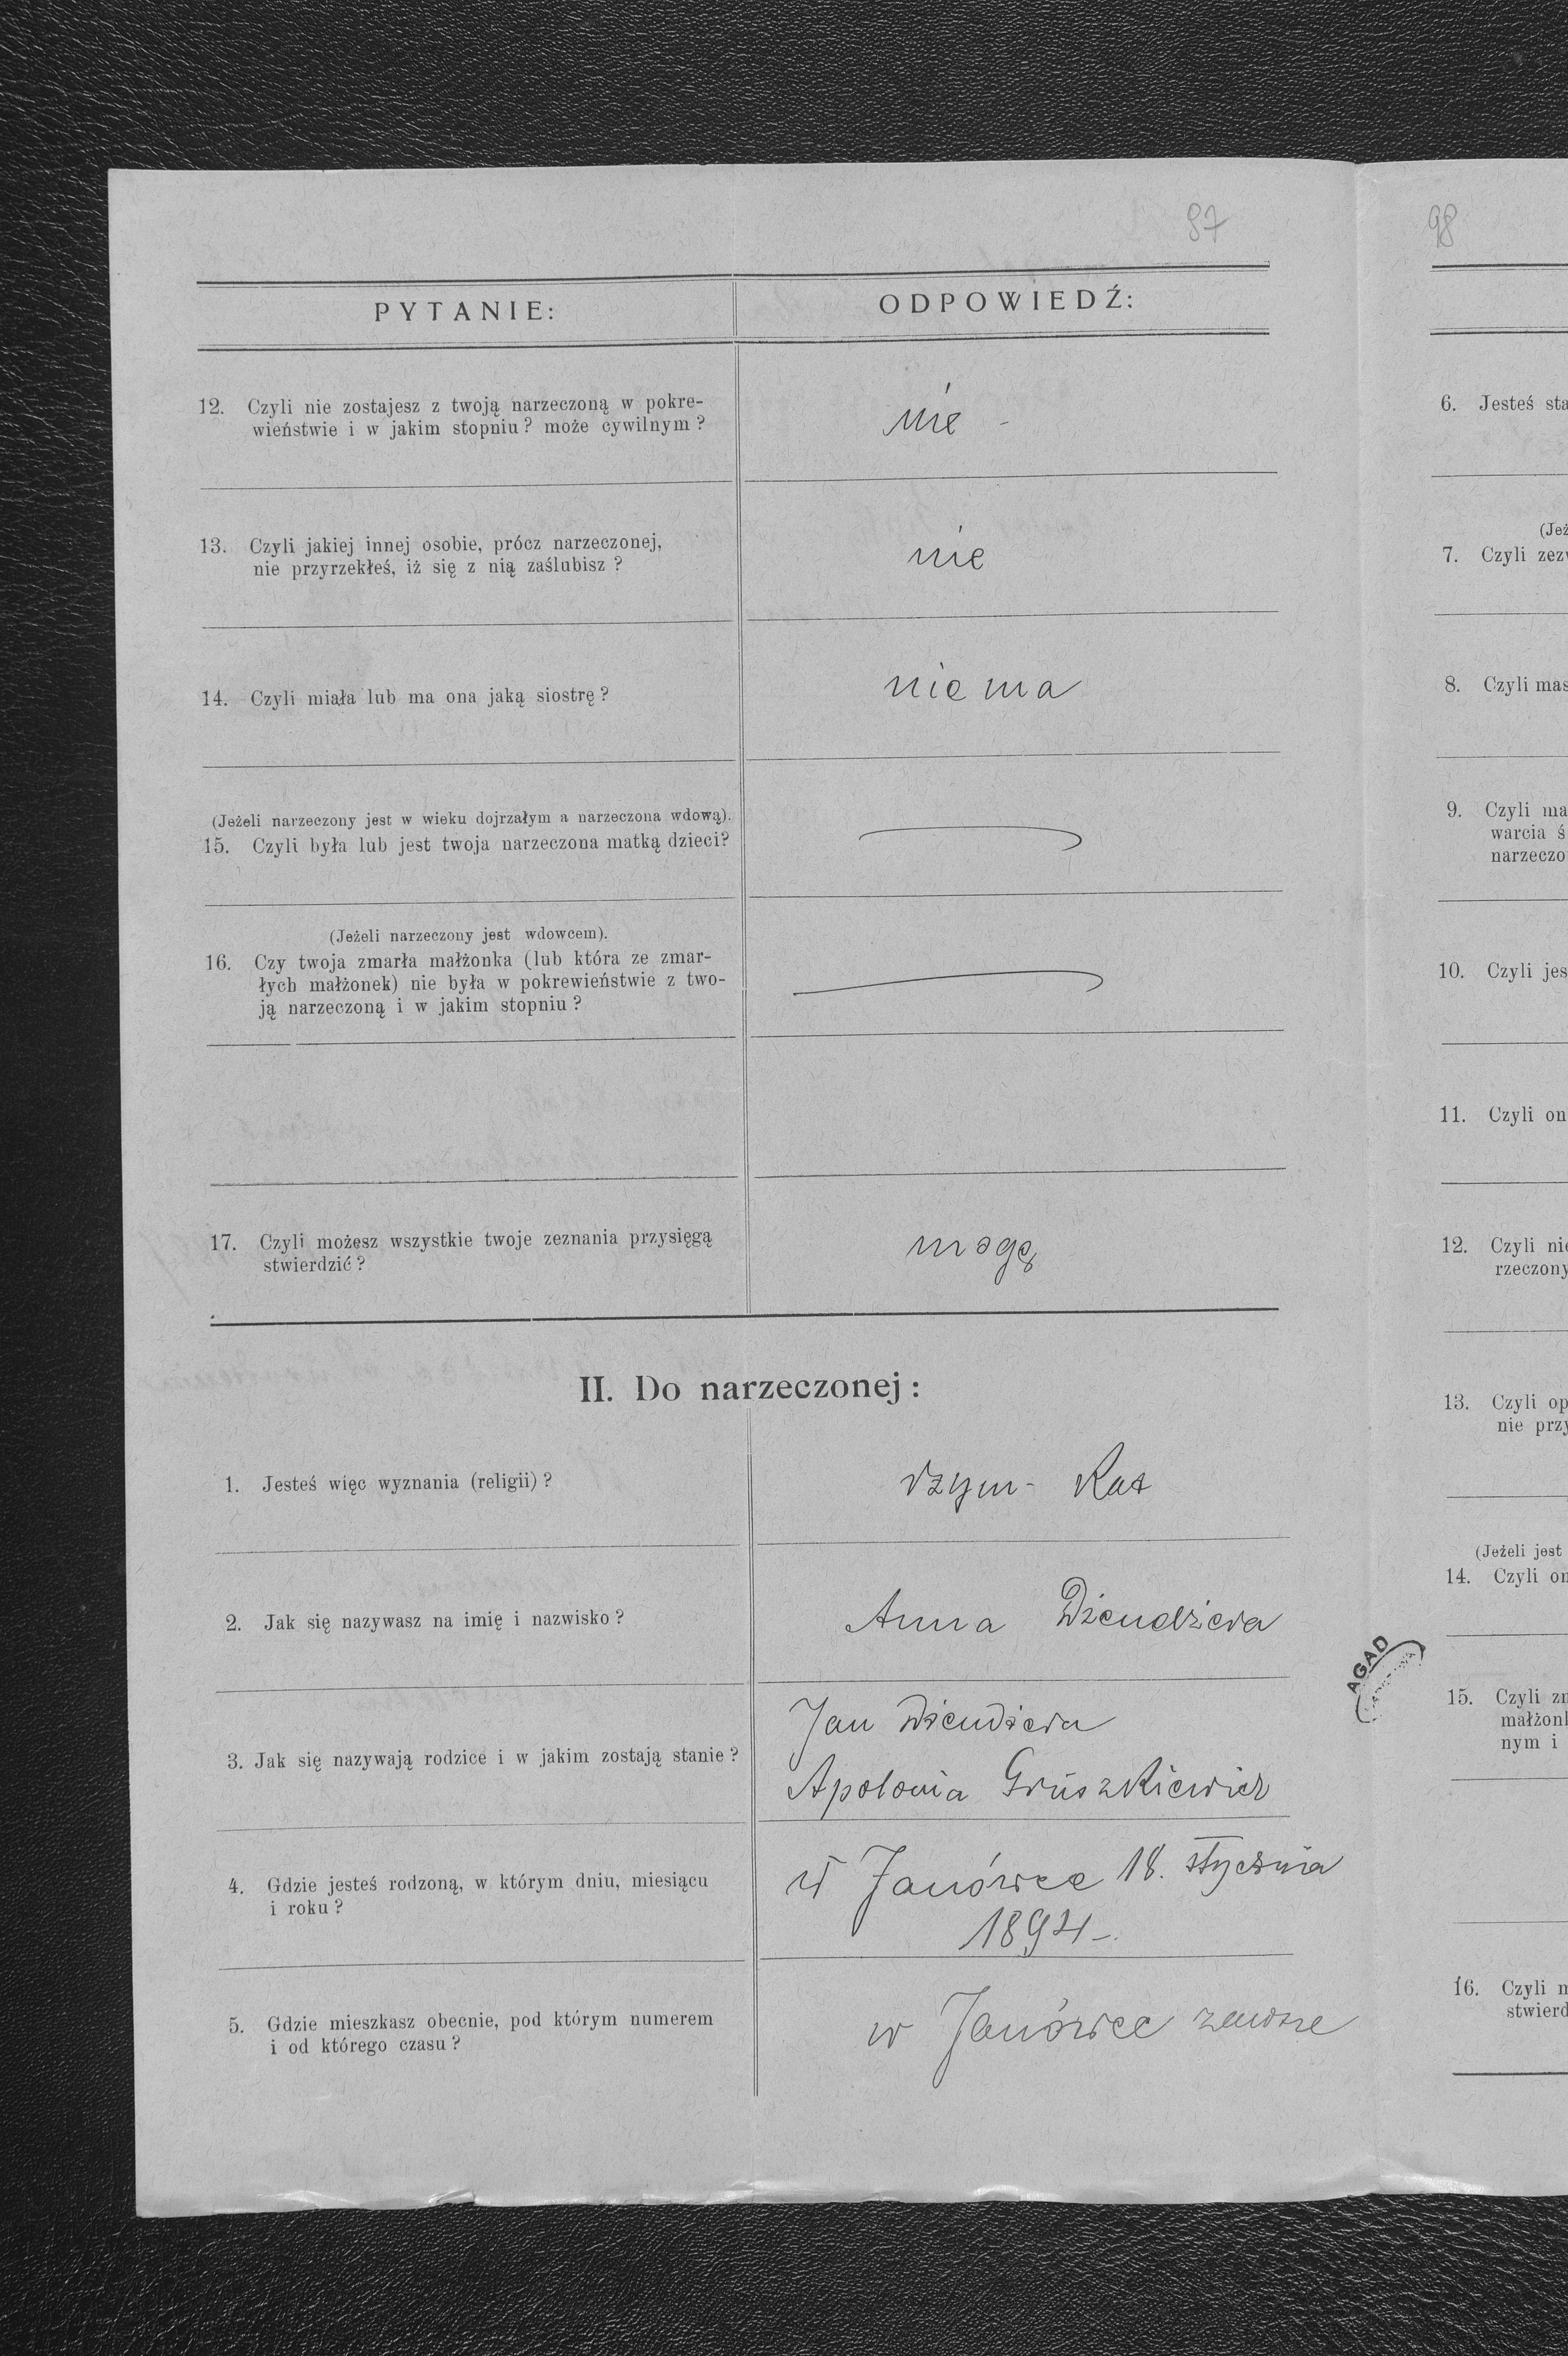 87
PYTANIE:
ODPOWIEDŹ:
12. Czyli nie zostajesz z twoją narzeczoną w pokre-
wieństwie i w jakim stopniu? może cywilnym?
nie -
13. Czyli jakiej innej osobie, prócz narzeczonej,
nie przyrzekłeś, iż się z nią zaślubisz?
nie
14. Czyli miała lub ma ona jaką siostrę?
nie ma
(Jeżeli narzeczony jest w wieku dojrzałym a narzeczona wdową).
15. Czyli była lub jest twoja narzeczona matką dzieci?
(Jeżeli narzeczony jest wdowcem).
16. Czy twoja zmarła małżonka (lub która ze zmar-
łych małżonek) nie była w pokrewieństwie z two-
ją narzeczoną i w jakim stopniu?
17. Czyli możesz wszystkie twoje zeznania przysięgą
stwierdzić?
mogę
II. Do narzeczonej:
1. Jesteś więc wyznania (religii)?
rzym- Kat
2. Jak się nazywasz na imię i nazwisko?
Anna Dziendziera
3. Jak się nazywają rodzice i w jakim zostają stanie?
Jan Dziendziera
Apolonia Gruszkiewicz
4. Gdzie jesteś rodzoną, w którym dniu, miesiącu
i roku?
W Janówce 18. stycznia
1894 -.
5. Gdzie mieszkasz obecnie, pod którym numerem
i od którego czasu?
w Janówce zawsze
98
6. Jesteś sta
(Jeż
7. Czyli zezw
8. Czyli mas
9. Czyli ma
warcia ś
narzeczo
10. Czyli jes
11. Czyli on
12. Czyli nie
rzeczony
13. Czyli op
nie przy
(Jeżeli jest
14. Czyli on
AGAD
15. Czyli zm
małżonk
nym i
16. Czyli m
stwierd